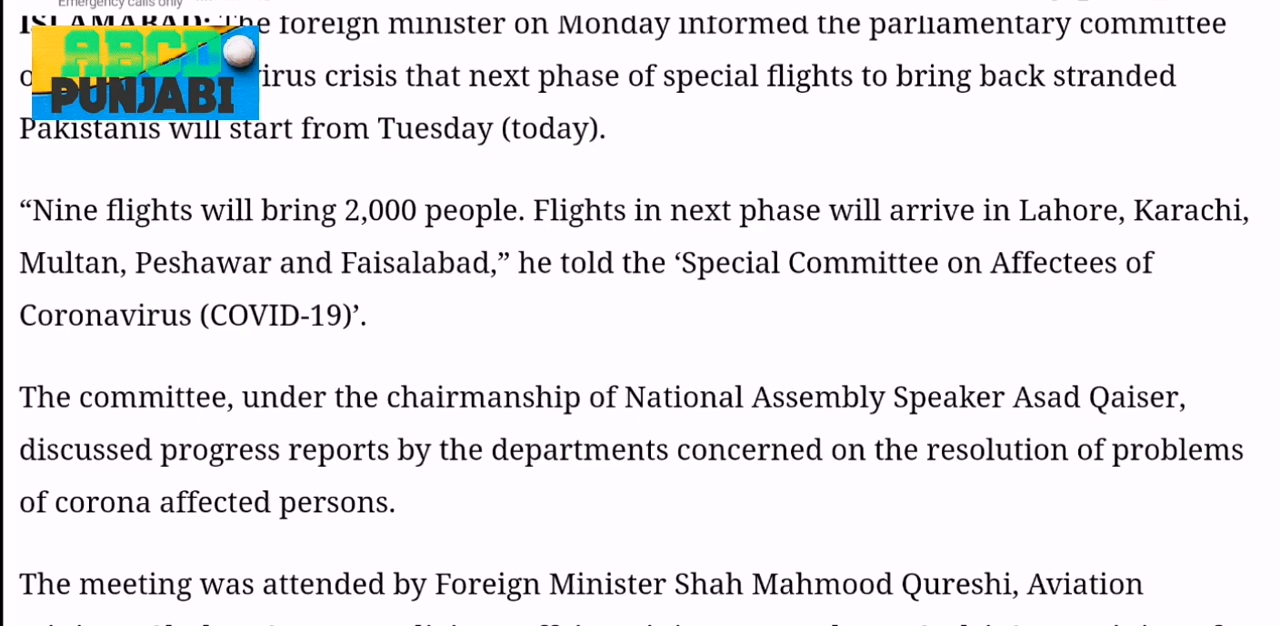 Emergency calls only
ISLAMABAD: The foreign minister on Monday informed the parliamentary committee
ABCD
PUNJABI
virus crisis that next phase of special flights to bring back stranded
Pakistanis will start from Tuesday (today).
“Nine flights will bring 2,000 people. Flights in next phase will arrive in Lahore, Karachi,
Multan, Peshawar and Faisalabad,” he told the ‘Special Committee on Affectees of
Coronavirus (COVID-19)’.
The committee, under the chairmanship of National Assembly Speaker Asad Qaiser,
discussed progress reports by the departments concerned on the resolution of problems
of corona affected persons.
The meeting was attended by Foreign Minister Shah Mahmood Qureshi, Aviation